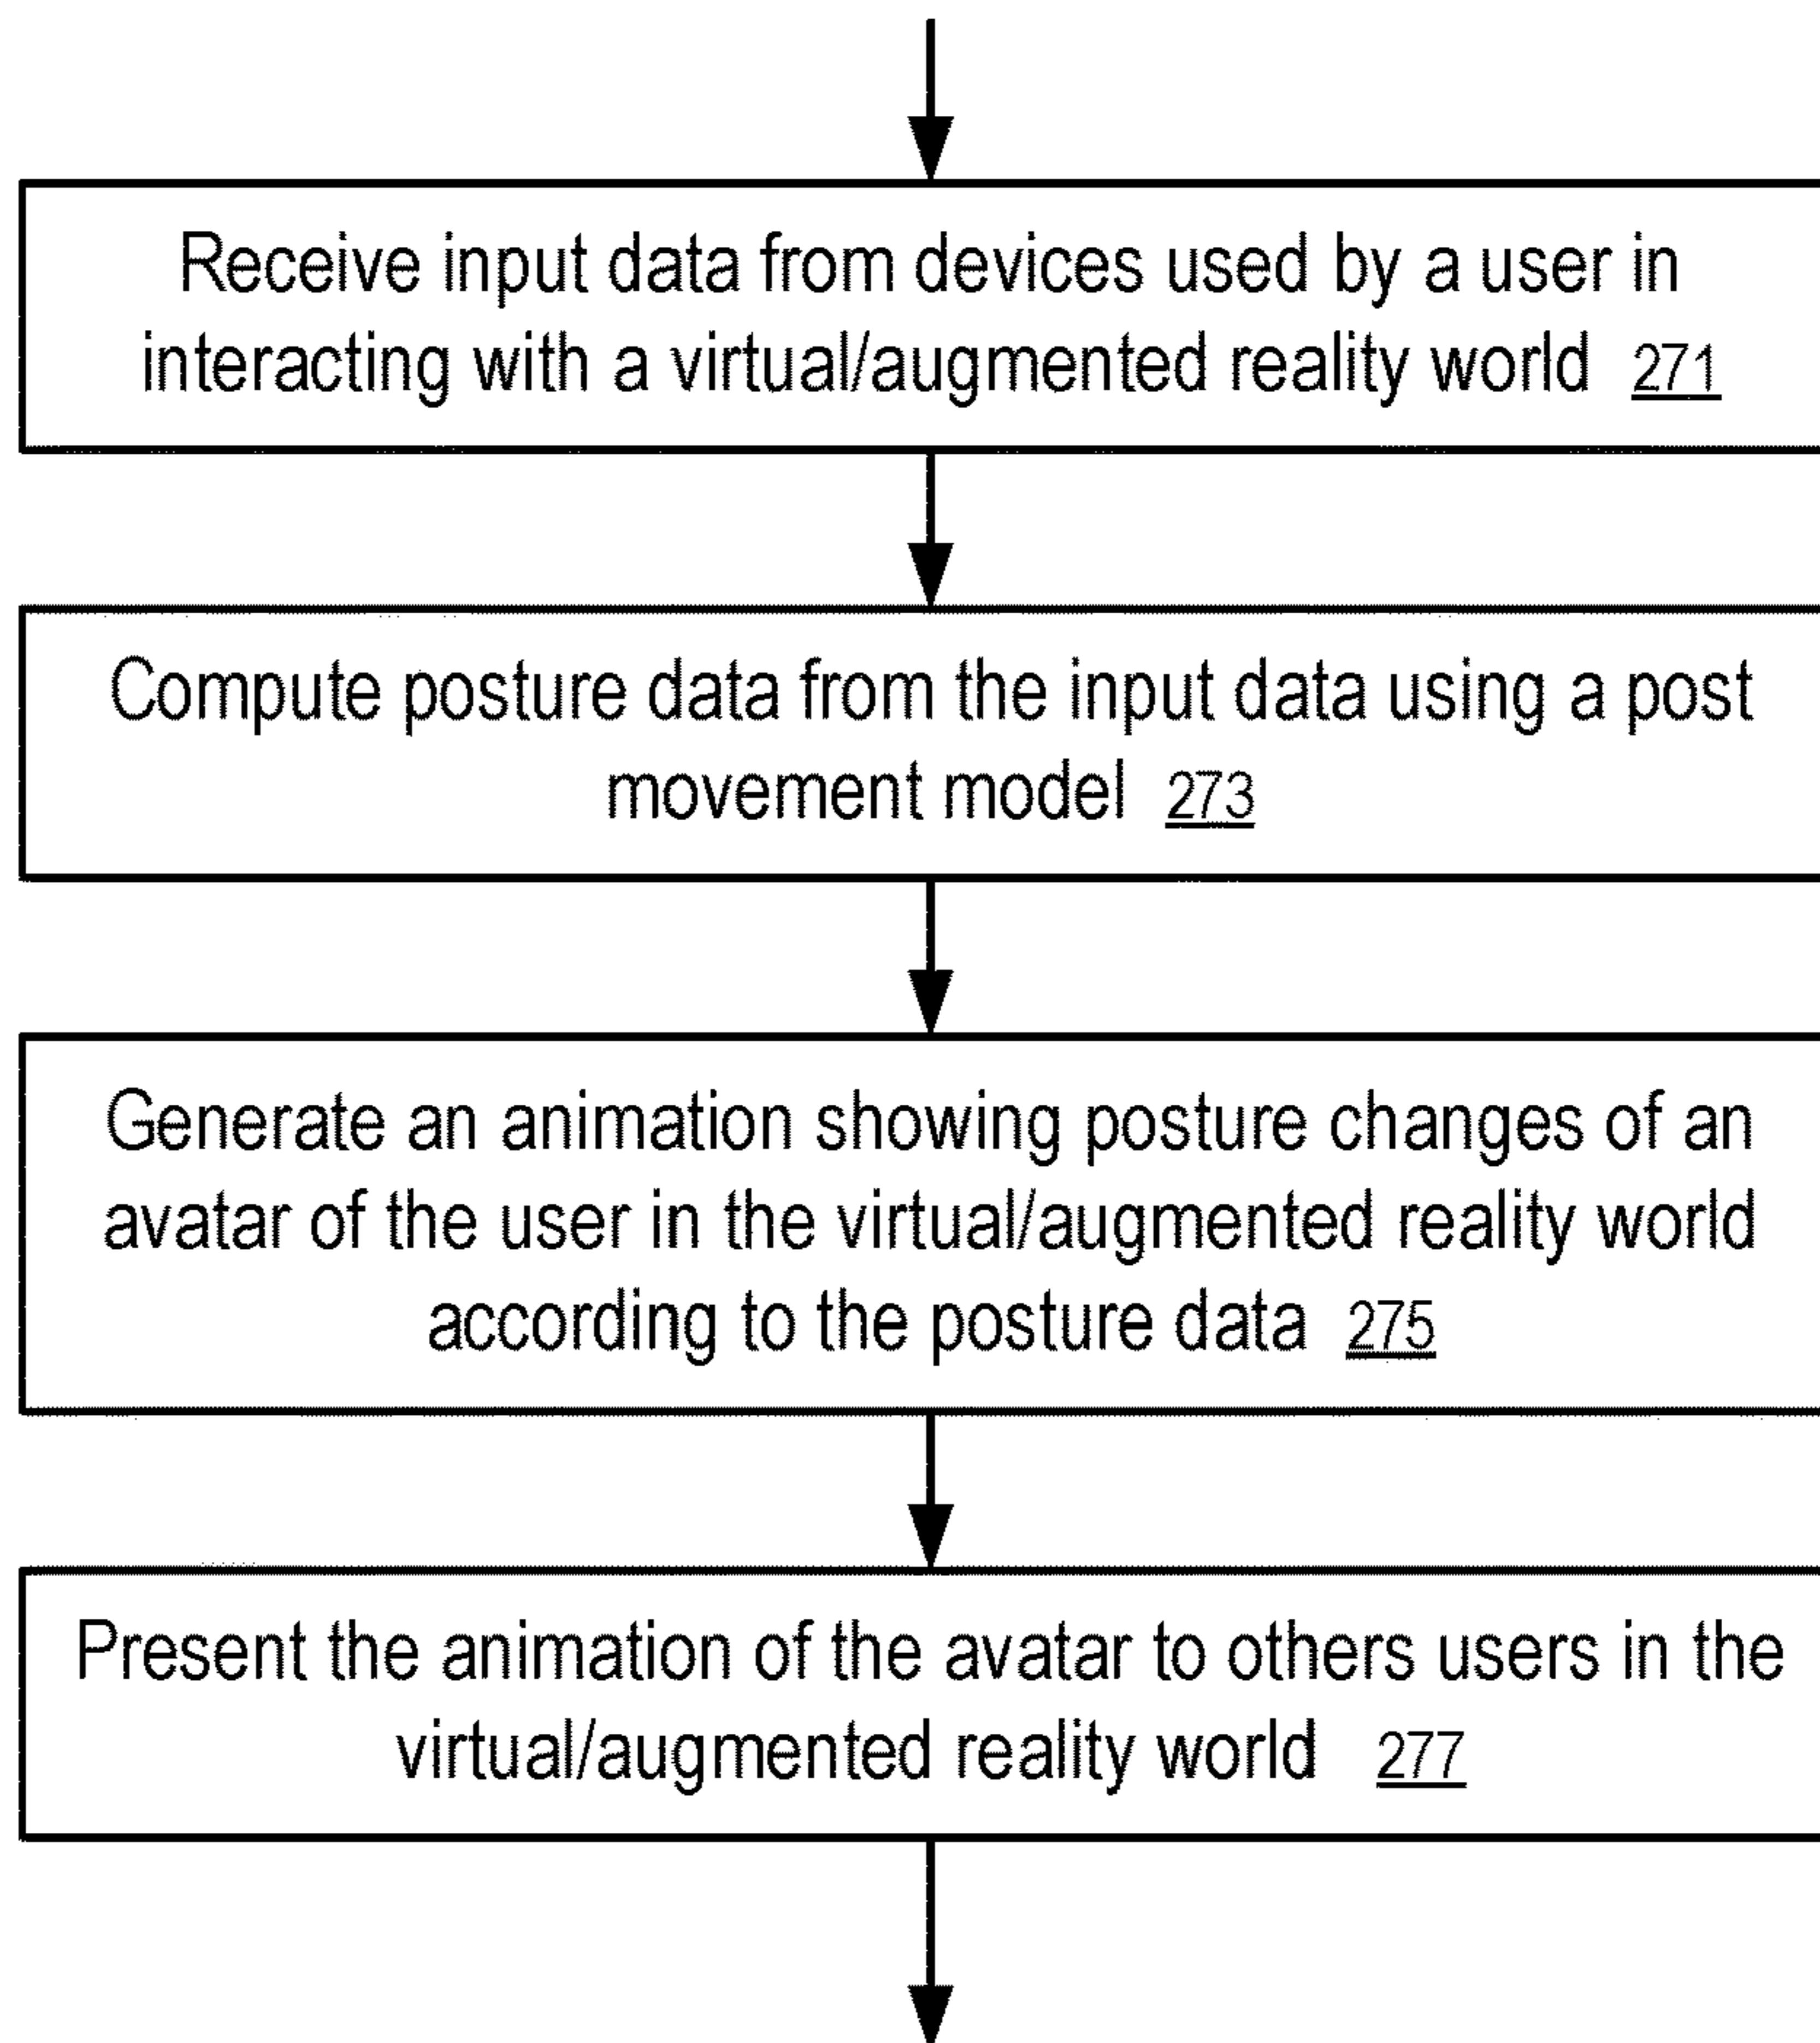 Receive input data from devices used by a user in
interacting with a virtual/augmented reality world 271
Compute posture data from the input data using a post
movement model 273
Generate an animation showing posture changes of an
avatar of the user in the virtual/augmented reality world
according to the posture data 275
Present the animation of the avatar to others users in the
virtual/augmented reality world 277